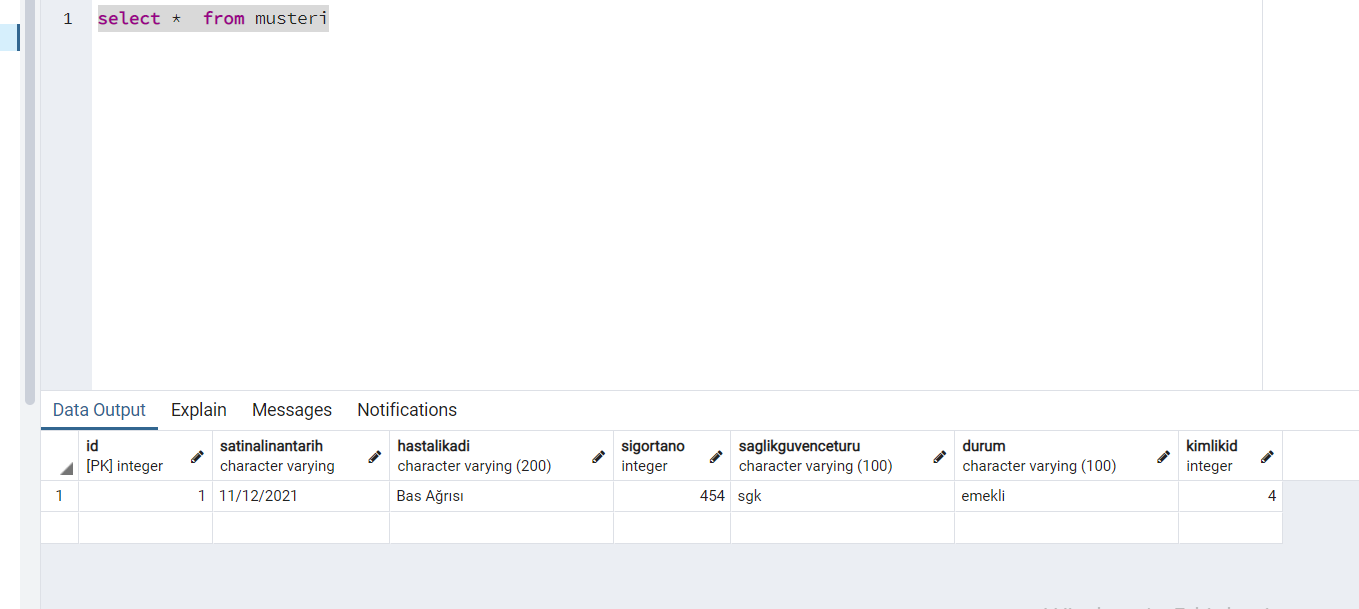 1 select * from musteri
Data Output Explain Messages Notifications
id satinalinantarih hastalikadi sigortano saglikguvenceturu durum kimlikid
[PK] integer character varying character varying (200) integer character varying (100) character varying (100) integer
1 1 11/12/2021 Bas Ağrısı 454 sgk emekli 4